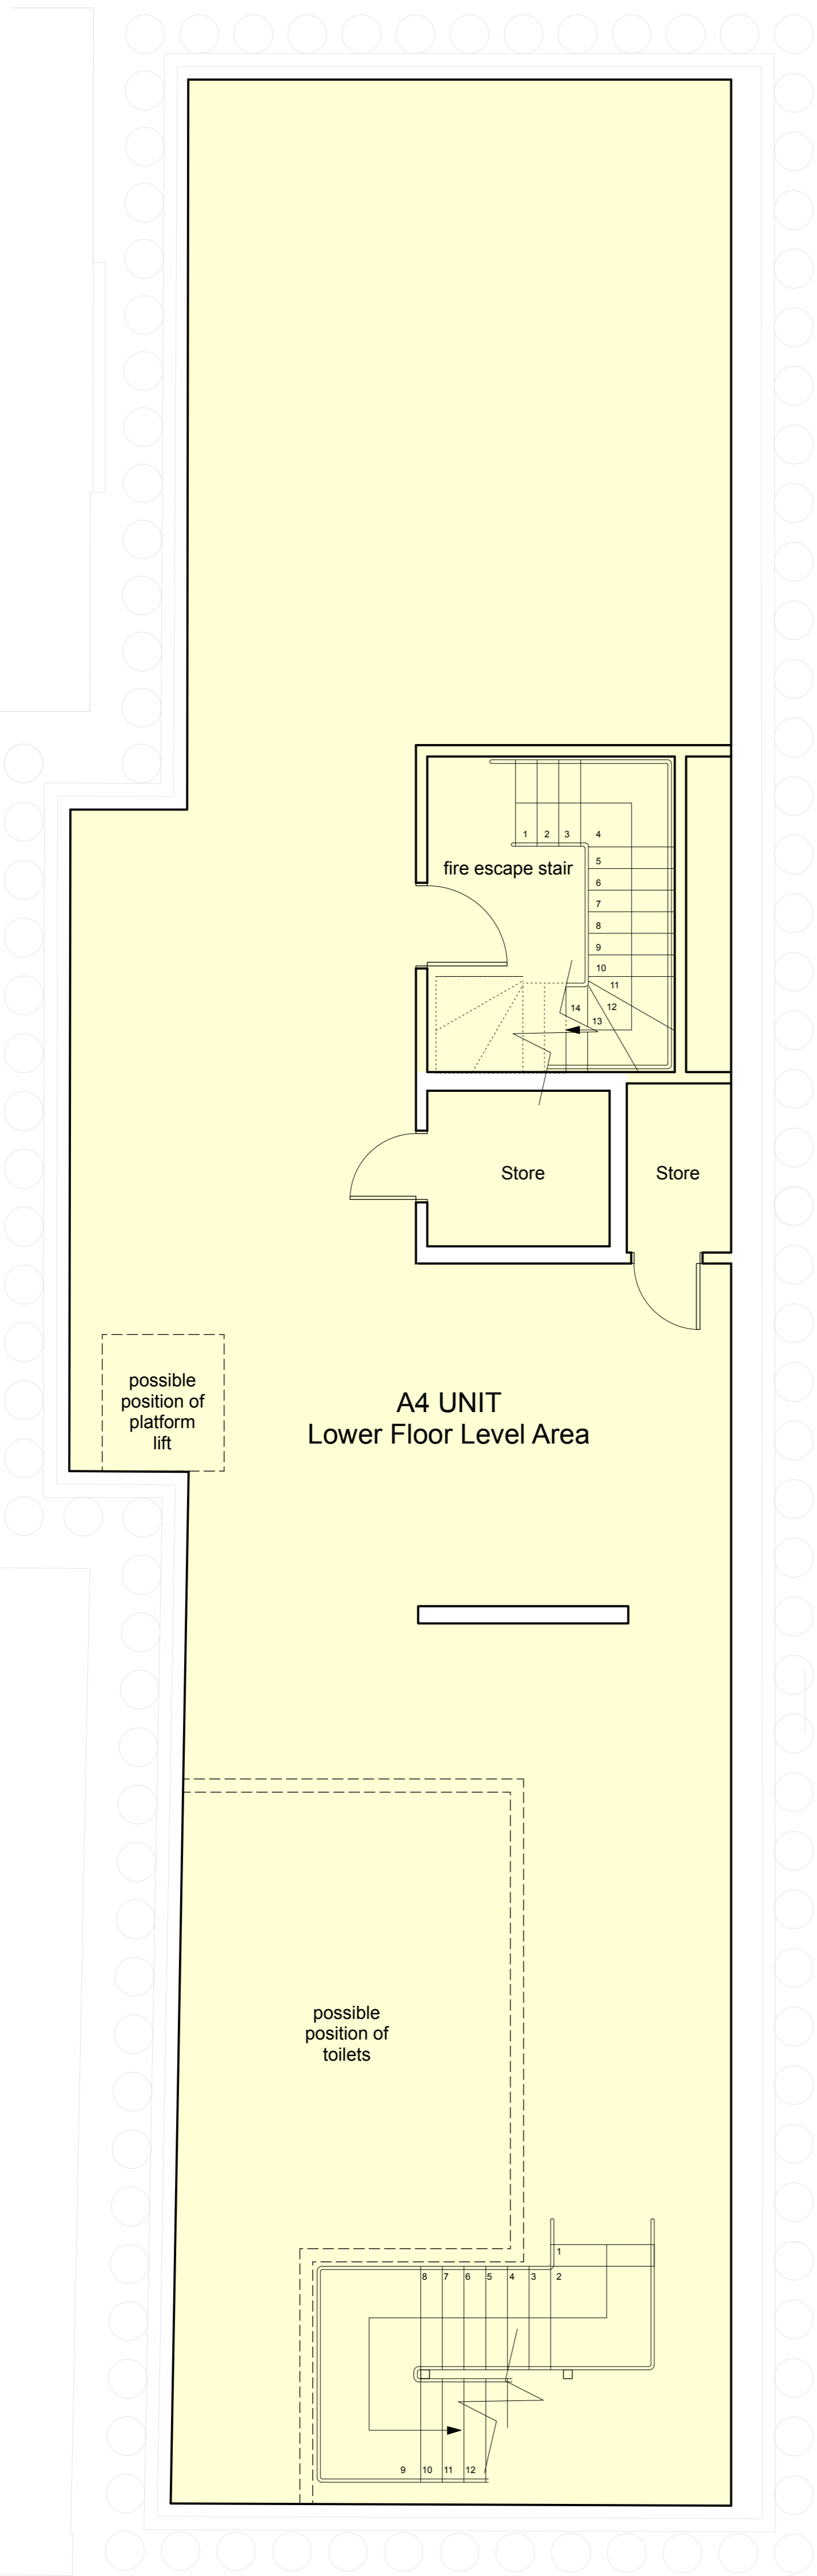 1 2 3 4
fire escape stair
5
6
7
8
9
10
11
14
12
13
Store
Store
possible
position of
platform
lift
A4 UNIT
Lower Floor Level Area
possible
position of
toilets
1
8 7 6 5 4 3 2
9 10 11 12